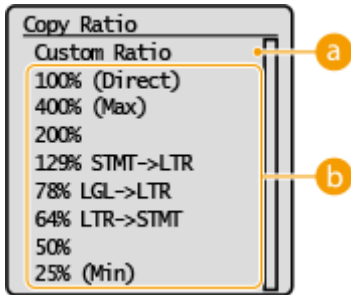 Copy Ratio
Custom Ratio
a
100% (Direct)
400% (Max)
200%
129% STMT->LTR
78% LGL->LTR
b
64% LTR->STMT
50%
25% (Min)